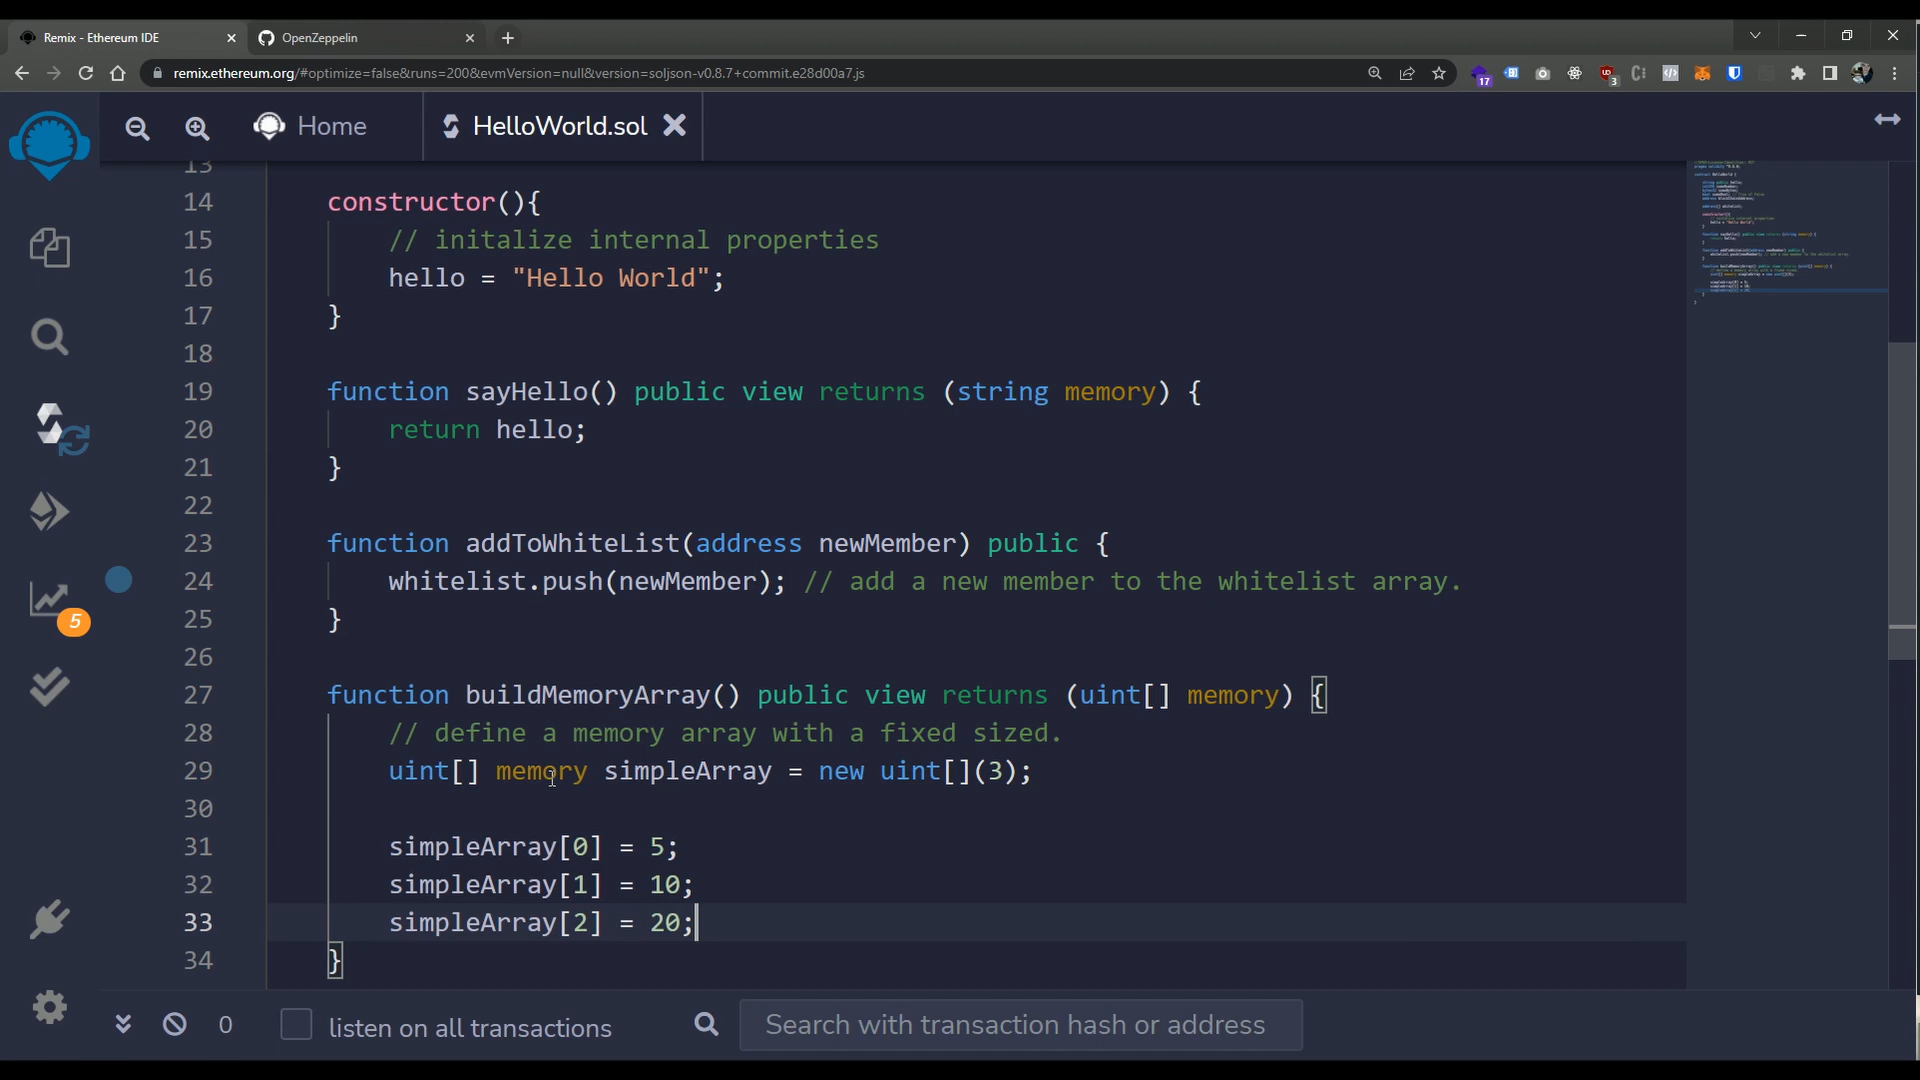 Remix - Ethereum IDE
OpenZeppelin
remix.ethereum.org/#optimize=false&runs=200&evmVersion=null&version=soljson-v0.8.7+commit.e28d00a7.js
17
3
Home
HelloWorld.sol
13
14 constructor(){
15 // initalize internal properties
16 hello = "Hello World";
17 }
18
19 function sayHello() public view returns (string memory) {
20 return hello;
21 }
22
23 function addToWhiteList(address newMember) public {
24 whitelist.push(newMember); // add a new member to the whitelist array.
25 }
26
27 function buildMemoryArray() public view returns (uint[] memory) {
28 // define a memory array with a fixed sized.
29 uint[] memory simpleArray = new uint[](3);
30
31 simpleArray[0] = 5;
32 simpleArray[1] = 10;
33 simpleArray[2] = 20;
34 }
5
0 listen on all transactions Search with transaction hash or address